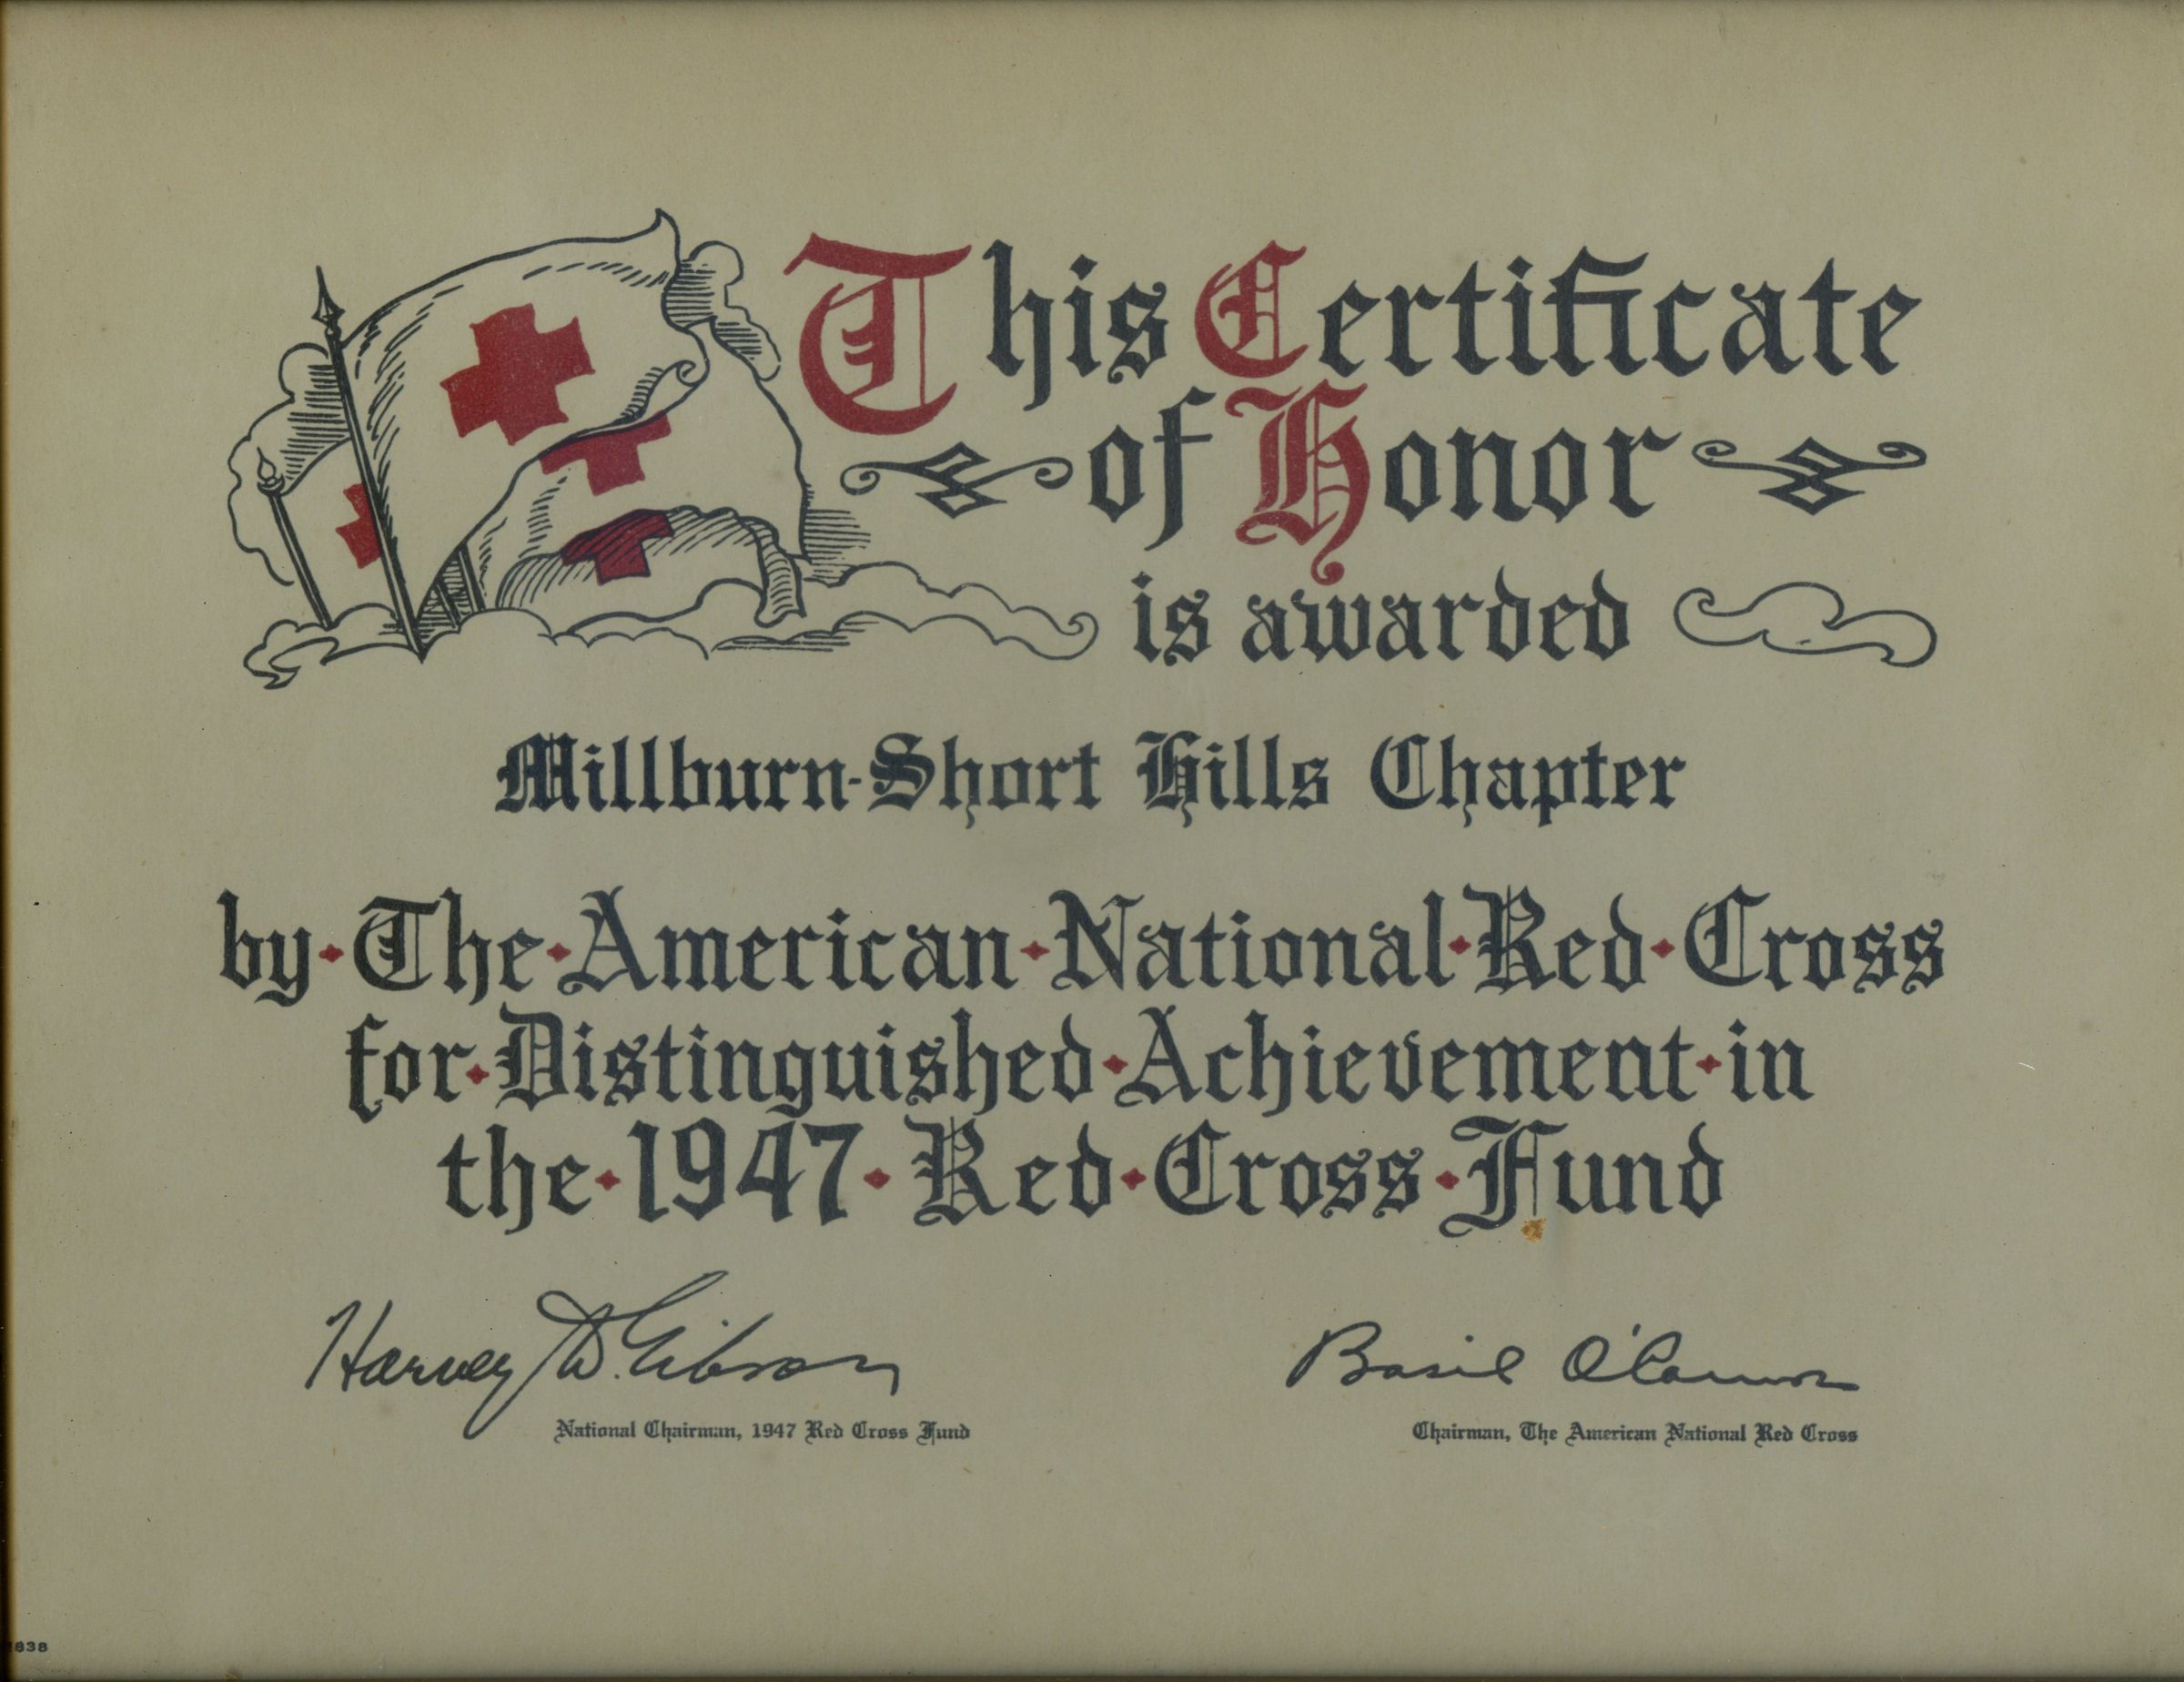 This Certificate
of Honor
is awarded
Millburn-Short Hills Chapter
by·The·American·National·Red·Cross
for·Distinguished·Achievement·in
the·1947·Red·Cross·Fund
Harvey D. Gibson
Basil O'Connor
National Chairman, 1947 Red Cross Fund
Chairman, The American National Red Cross
838